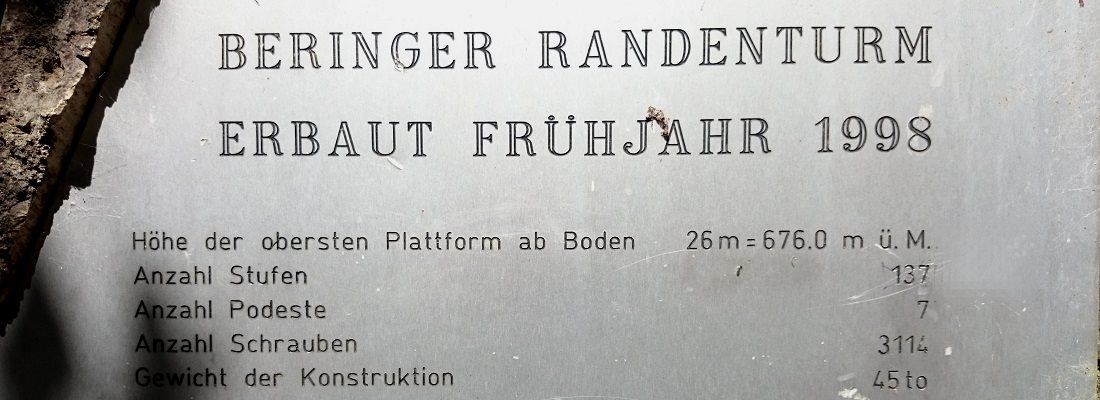 BERINGER RANDENTURM
ERBAUT FRÜHJAHR 1998
Höhe der obersten Plattform ab Boden 26m=676.0 m ü.M.
Anzahl Stufen 137
Anzahl Podeste 7
Anzahl Schrauben 3114
Gewicht der Konstruktion 45to